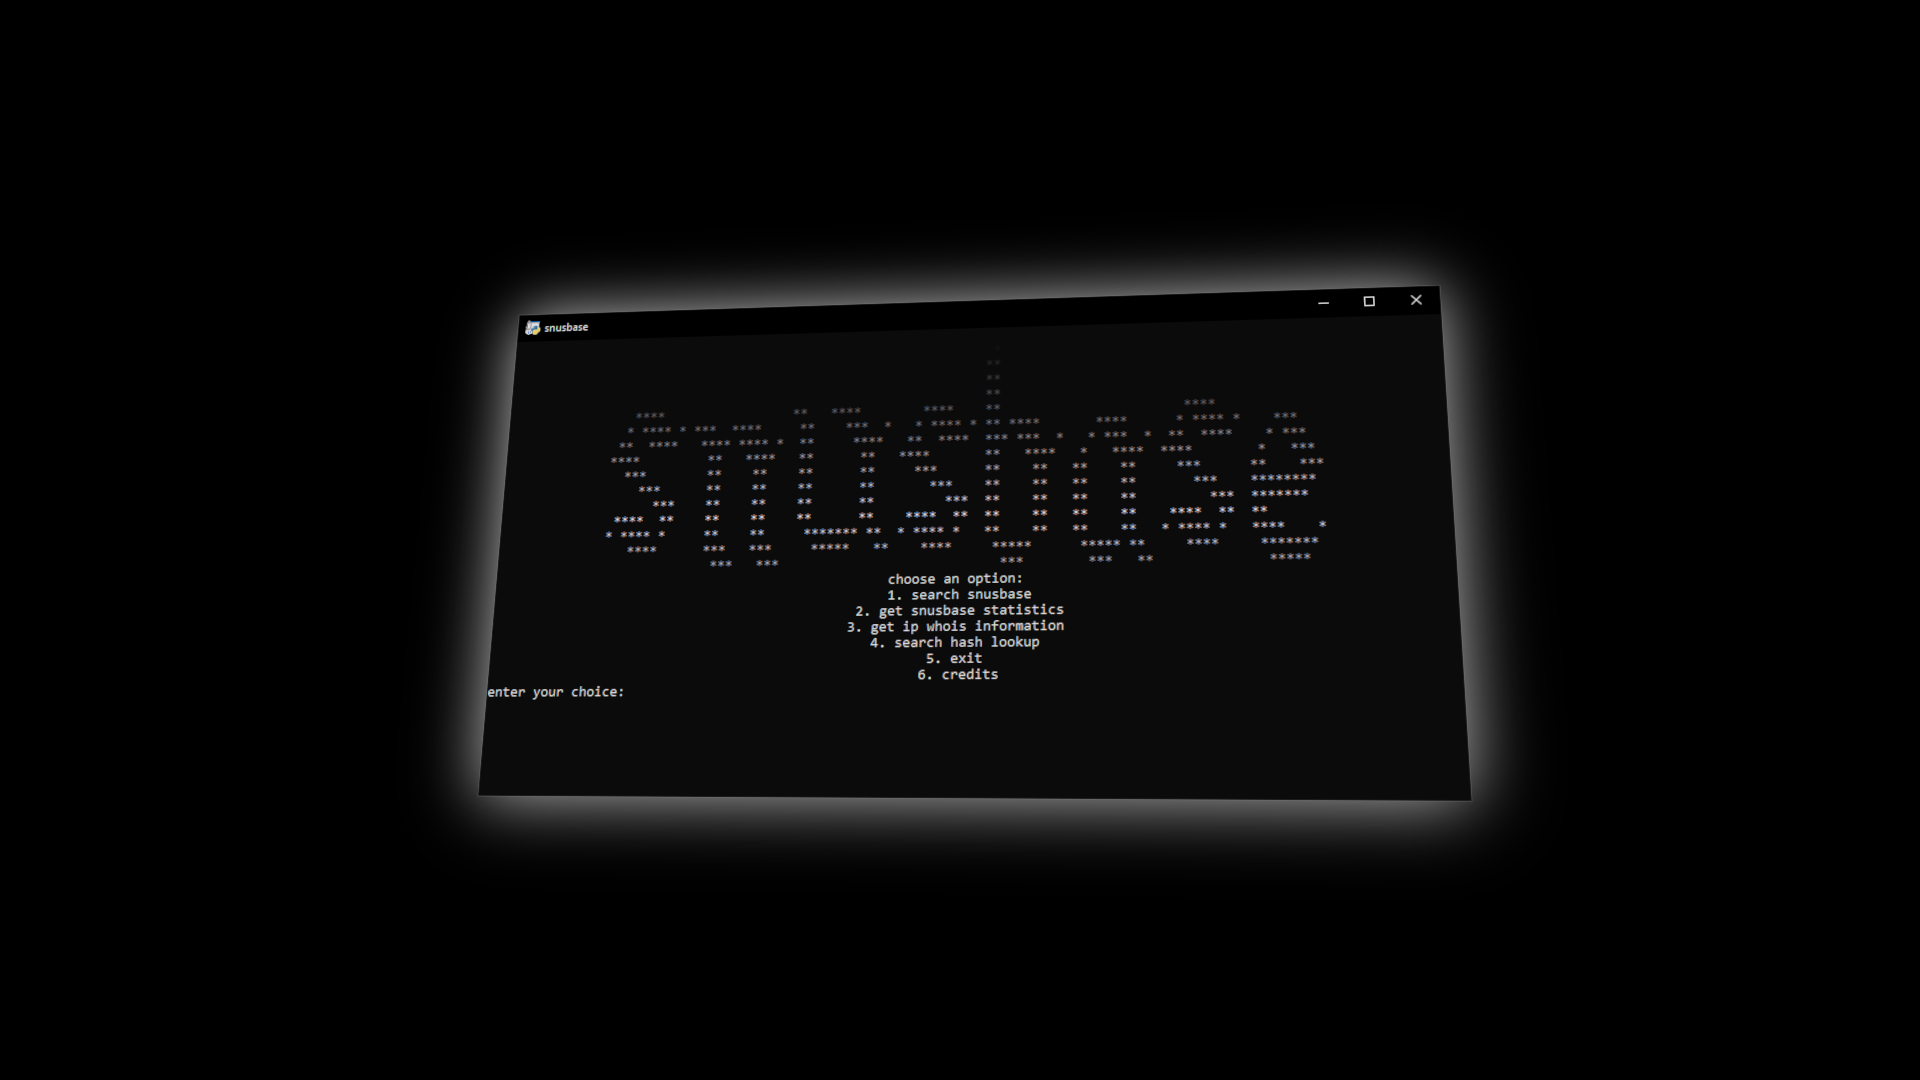 snusbase
snusbase
choose an option:
1. search snusbase
2. get snusbase statistics
3. get ip whois information
4. search hash lookup
5. exit
6. credits
enter your choice: